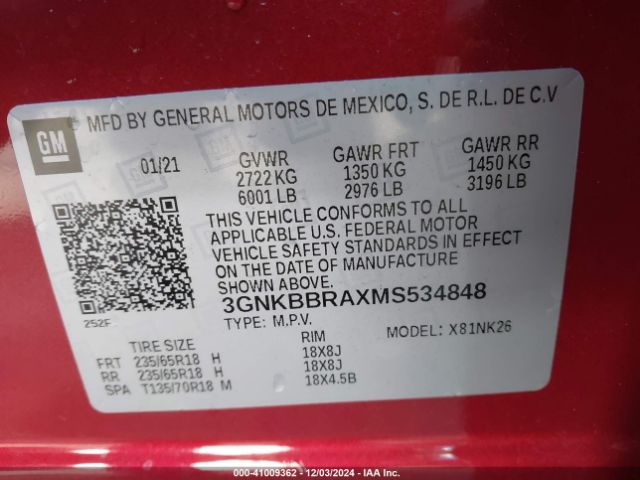 GM
MFD BY GENERAL MOTORS DE MEXICO, S. DE R.L. DE C.V
01/21 GVWR GAWR FRT GAWR RR
2722 KG 1350 KG 1450 KG
6001 LB 2976 LB 3196 LB
THIS VEHICLE CONFORMS TO ALL
APPLICABLE U.S. FEDERAL MOTOR
VEHICLE SAFETY STANDARDS IN EFFECT
ON THE DATE OF MANUFACTURE
SHOWN ABOVE.
3GNKBBRAXMS534848
252F
TYPE: M.P.V. MODEL: X81NK26
TIRE SIZE RIM
FRT 235/65R18 H 18X8J
RR 235/65R18 H 18X8J
SPA T135/70R18 M 18X4.5B
000-41009362 - 12/03/2024 - IAA Inc.